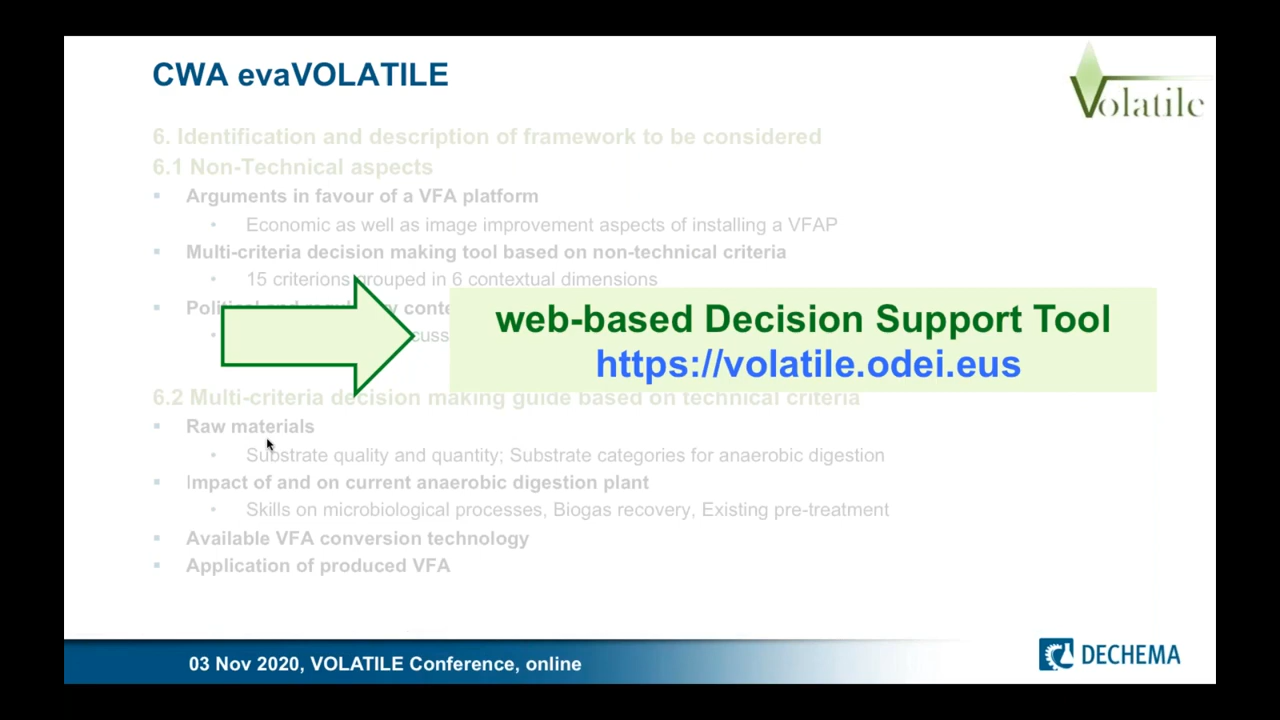 CWA evaVOLATILE
Volatile
6. Identification and description of framework to be considered
6.1 Non-Technical aspects
Arguments in favour of a VFA platform
Economic as well as image improvement aspects of installing a VFAP
Multi-criteria decision making tool based on non-technical criteria
15 criterions grouped in 6 contextual dimensions
web-based Decision Support Tool
https://volatile.odei.eus
6.2 Multi-criteria decision making guide based on technical criteria
Raw materials
Substrate quality and quantity; Substrate categories for anaerobic digestion
Impact of and on current anaerobic digestion plant
Skills on microbiological processes, Biogas recovery, Existing pre-treatment
Available VFA conversion technology
Application of produced VFA
03 Nov 2020, VOLATILE Conference, online
DECHEMA